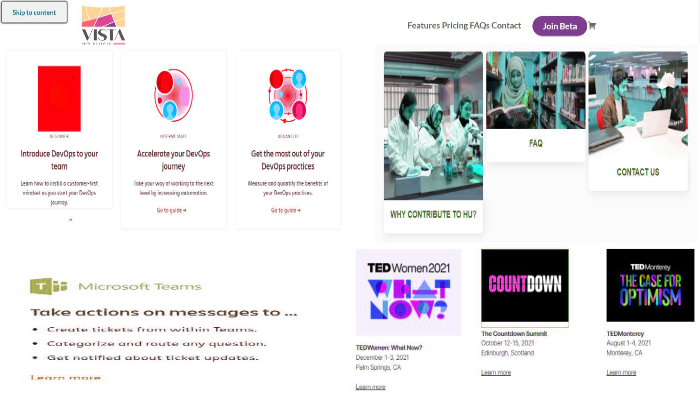 Skip to content
VISTA
Features Pricing FAQs Contact
Join Beta
BEGINNER
Introduce DevOps to your
team
Learn how to instill a customer-first
mindset as you start your DevOps
journey.
INTERMEDIATE
Accelerate your DevOps
journey
Take your way of working to the next
level by increasing automation.
Go to guide →
ADVANCED
Get the most out of your
DevOps practices
Measure and quantify the benefits of
your DevOps practices.
Go to guide →
WHY CONTRIBUTE TO HU?
FAQ
CONTACT US
Microsoft Teams
Take actions on messages to ...
• Create tickets from within Teams.
• Categorize and route any question.
• Get notified about ticket updates.
Learn more
TEDWomen 2021
WHAT
NOW?
TEDWomen: What Now?
December 1-3, 2021
Palm Springs, CA
Learn more
COUNTDOWN
The Countdown Summit
October 12-15, 2021
Edinburgh, Scotland
Learn more
TEDMonterey
THE CASE FOR
OPTIMISM
TEDMonterey
August 1-4, 2021
Monterey, CA
Learn more